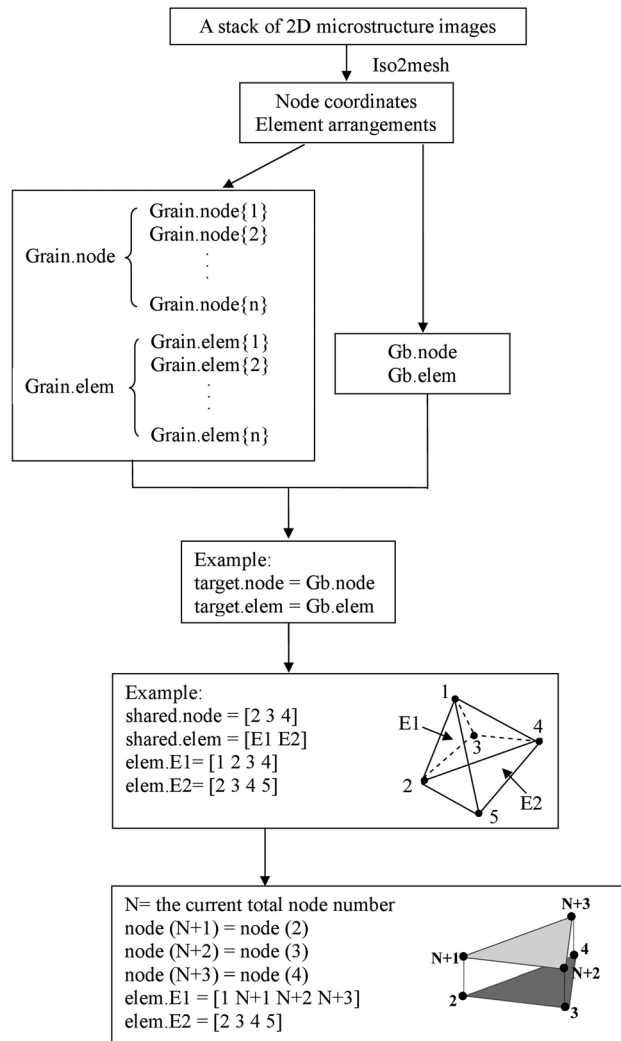 A stack of 2D microstructure images
Iso2mesh
Node coordinates
Element arrangements
Grain.node
Grain.node{1}
Grain.node{2}
Grain.node{n}
Grain.elem
Grain.elem{1}
Grain.elem{2}
Grain.elem{n}
Gb.node
Gb.elem
Example:
target.node = Gb.node
target.elem = Gb.elem
Example:
shared.node = [2 3 4]
shared.elem = [E1 E2]
elem.E1= [1 2 3 4]
elem.E2= [2 3 4 5]
1
E1
4
3
2
E2
5
N= the current total node number
node (N+1) = node (2)
node (N+2) = node (3)
node (N+3) = node (4)
elem.E1 = [1 N+1 N+2 N+3]
elem.E2 = [2 3 4 5]
N+3
N+1
4
N+2
2
3